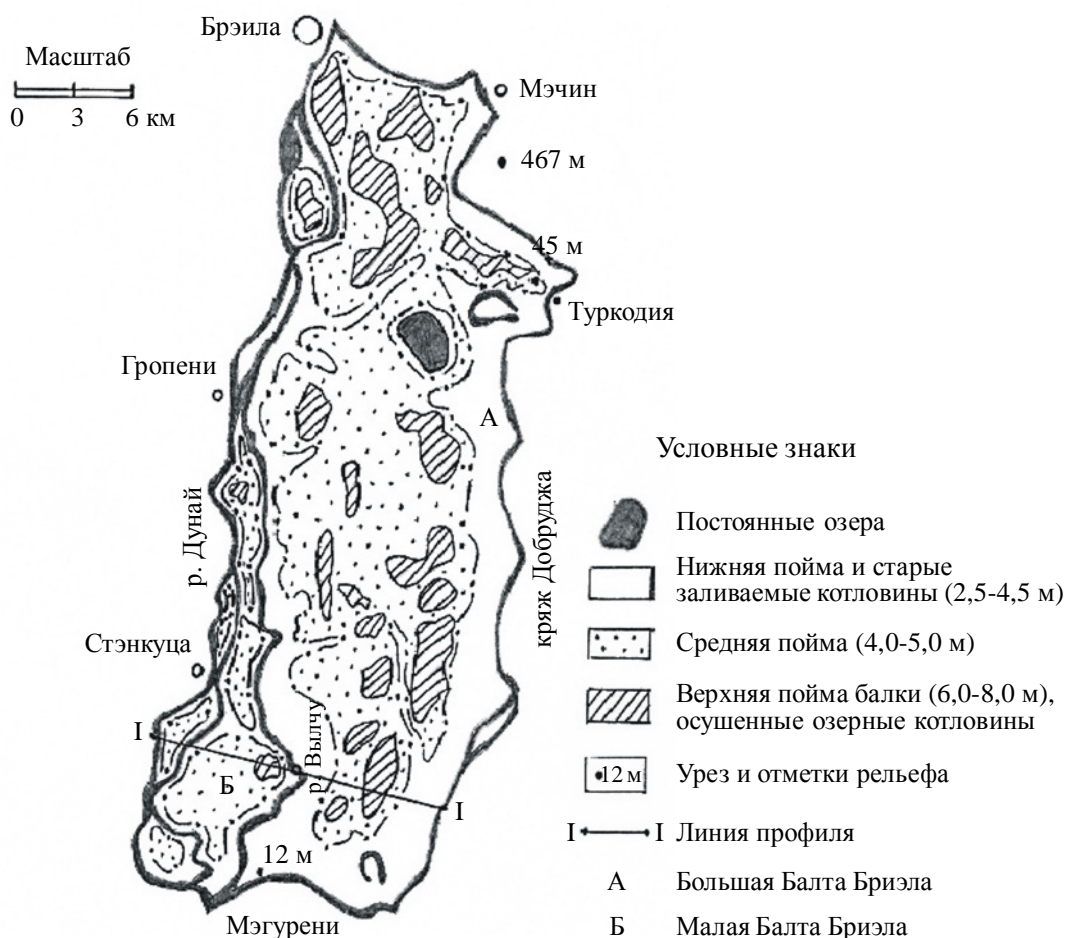 Брэила
Масштаб
0 3 6 км
Мэчин
467 м
45 м
Туркодия
Гропени
А
р. Дунай
кряж Добруджа
Стэнкуца
I
р. Вылчу
Б
I
12 м
Мэгурени
Условные знаки
Постоянные озера
Нижняя пойма и старые
заливаемые котловины (2,5-4,5 м)
Средняя пойма (4,0-5,0 м)
Верхняя пойма балки (6,0-8,0 м),
осушенные озерные котловины
12 м Урез и отметки рельефа
I I Линия профиля
А Большая Балта Бриэла
Б Малая Балта Бриэла